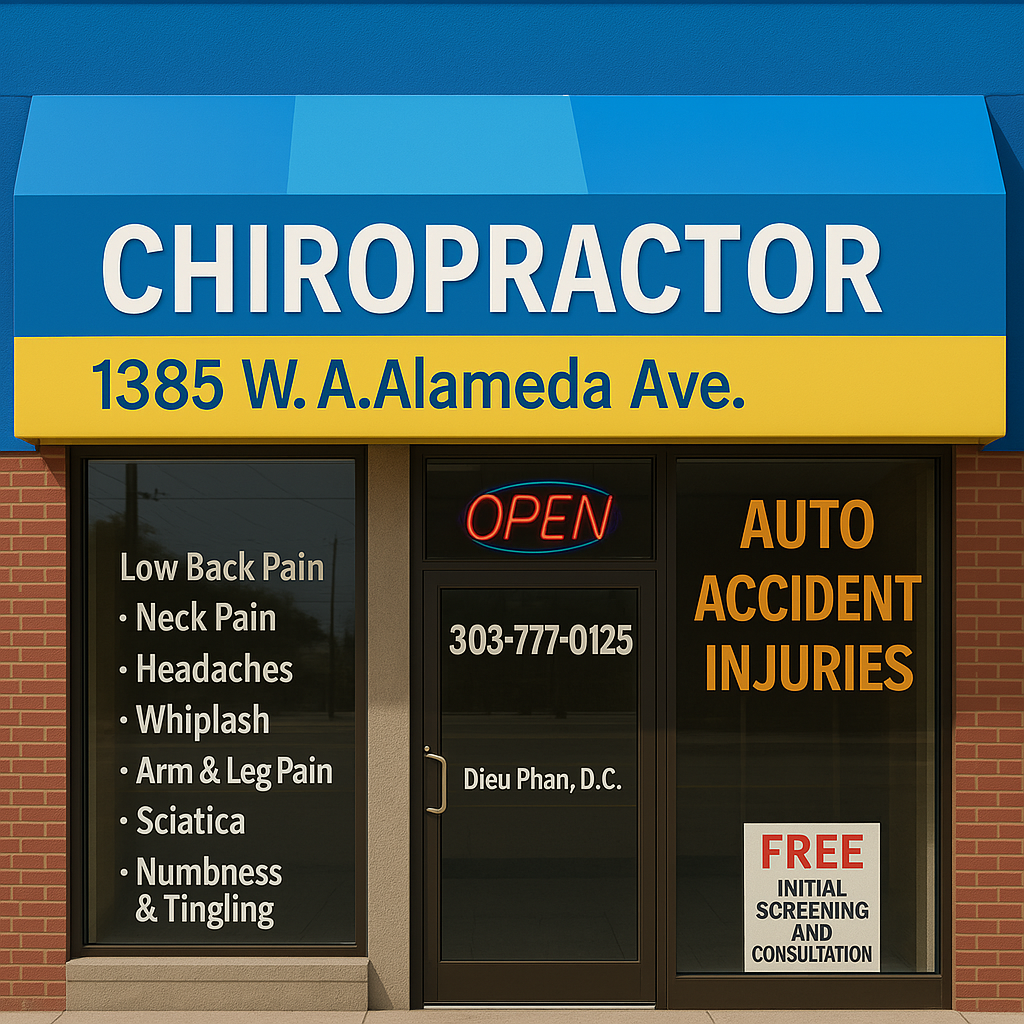 CHIROPRACTOR
1385 W. A.Alameda Ave.
Low Back Pain
• Neck Pain
• Headaches
• Whiplash
• Arm & Leg Pain
• Sciatica
• Numbness
& Tingling
OPEN
303-777-0125
Dieu Phan, D.C.
AUTO
ACCIDENT
INJURIES
FREE
INITIAL
SCREENING
AND
CONSULTATION